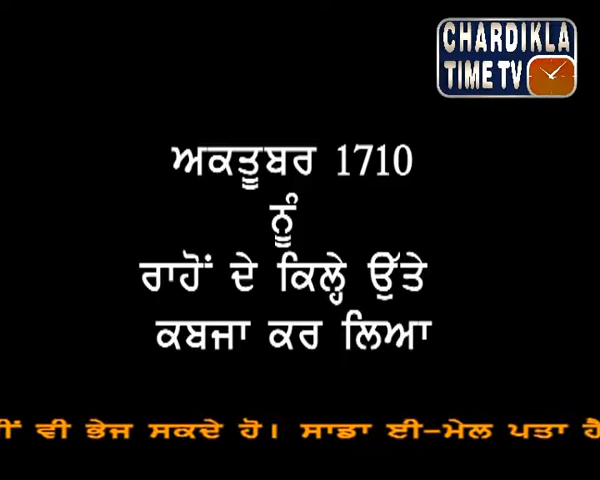 CHARDIKLA
TIME TV
ਅਕਤੂਬਰ 1710
ਨੂੰ
ਰਾਹੋਂ ਦੇ ਕਿਲ੍ਹੇ ਉੱਤੇ
ਕਬਜਾ ਕਰ ਲਿਆ
ਵੀ ਭੇਜ ਸਕਦੇ ਹੋ। ਸਾਡਾ ਈ-ਮੇਲ ਪਤਾ ਹੈ